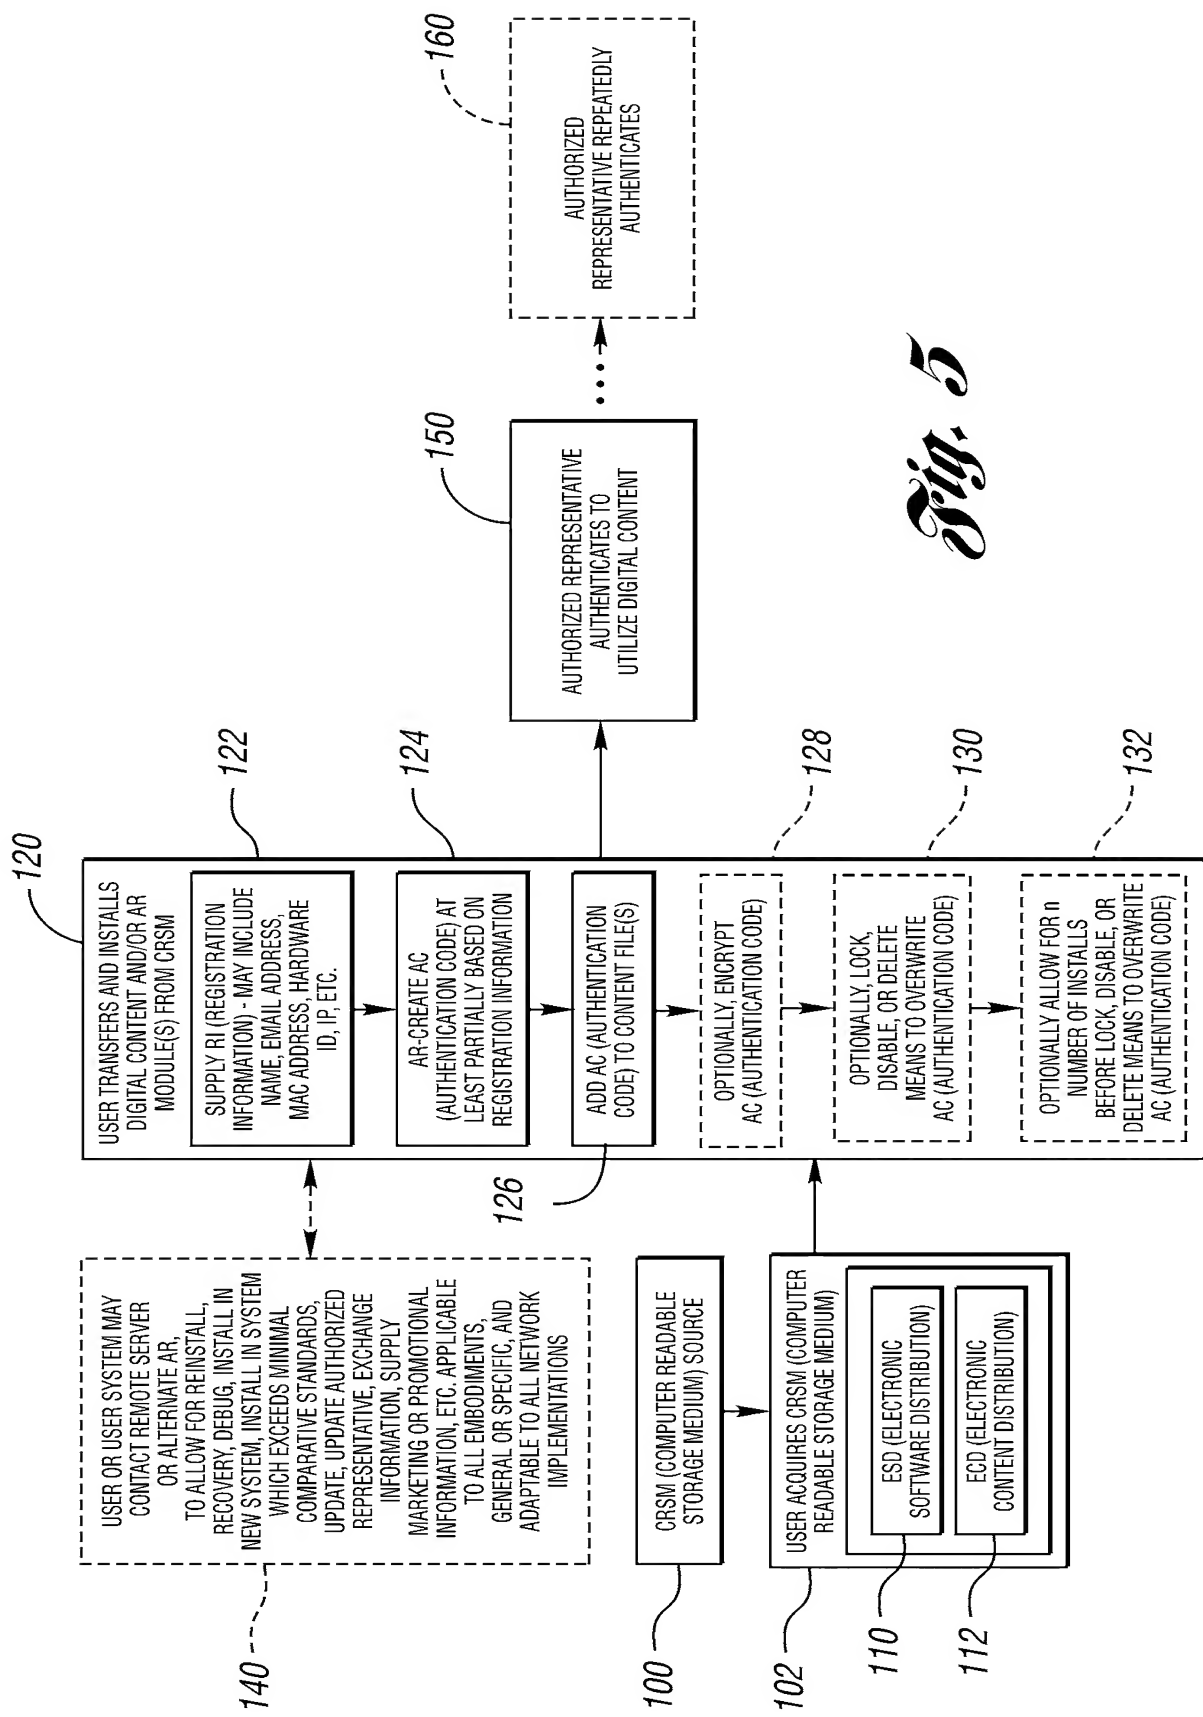 140
USER OR USER SYSTEM MAY
CONTACT REMOTE SERVER
OR ALTERNATE AR,
TO ALLOW FOR REINSTALL,
RECOVERY, DEBUG, INSTALL IN
NEW SYSTEM, INSTALL IN SYSTEM
WHICH EXCEEDS MINIMAL
COMPARATIVE STANDARDS,
UPDATE, UPDATE AUTHORIZED
REPRESENTATIVE, EXCHANGE
INFORMATION, SUPPLY
MARKETING OR PROMOTIONAL
INFORMATION, ETC. APPLICABLE
TO ALL EMBODIMENTS,
GENERAL OR SPECIFIC, AND
ADAPTABLE TO ALL NETWORK
IMPLEMENTATIONS
100
CRSM (COMPUTER READABLE
STORAGE MEDIUM) SOURCE
102
USER ACQUIRES CRSM (COMPUTER
READABLE STORAGE MEDIUM)
110
ESD (ELECTRONIC
SOFTWARE DISTRIBUTION)
112
ECD (ELECTRONIC
CONTENT DISTRIBUTION)
120
USER TRANSFERS AND INSTALLS
DIGITAL CONTENT AND/OR AR
MODULE(S) FROM CRSM
122
SUPPLY RI (REGISTRATION
INFORMATION) - MAY INCLUDE
NAME, EMAIL ADDRESS,
MAC ADDRESS, HARDWARE
ID, IP, ETC.
124
AR-CREATE AC
(AUTHENTICATION CODE) AT
LEAST PARTIALLY BASED ON
REGISTRATION INFORMATION
126
ADD AC (AUTHENTICATION
CODE) TO CONTENT FILE(S)
128
OPTIONALLY, ENCRYPT
AC (AUTHENTICATION CODE)
130
OPTIONALLY, LOCK,
DISABLE, OR DELETE
MEANS TO OVERWRITE
AC (AUTHENTICATION CODE)
132
OPTIONALLY ALLOW FOR n
NUMBER OF INSTALLS
BEFORE LOCK, DISABLE, OR
DELETE MEANS TO OVERWRITE
AC (AUTHENTICATION CODE)
150
AUTHORIZED REPRESENTATIVE
AUTHENTICATES TO
UTILIZE DIGITAL CONTENT
160
AUTHORIZED
REPRESENTATIVE REPEATEDLY
AUTHENTICATES
Fig. 5